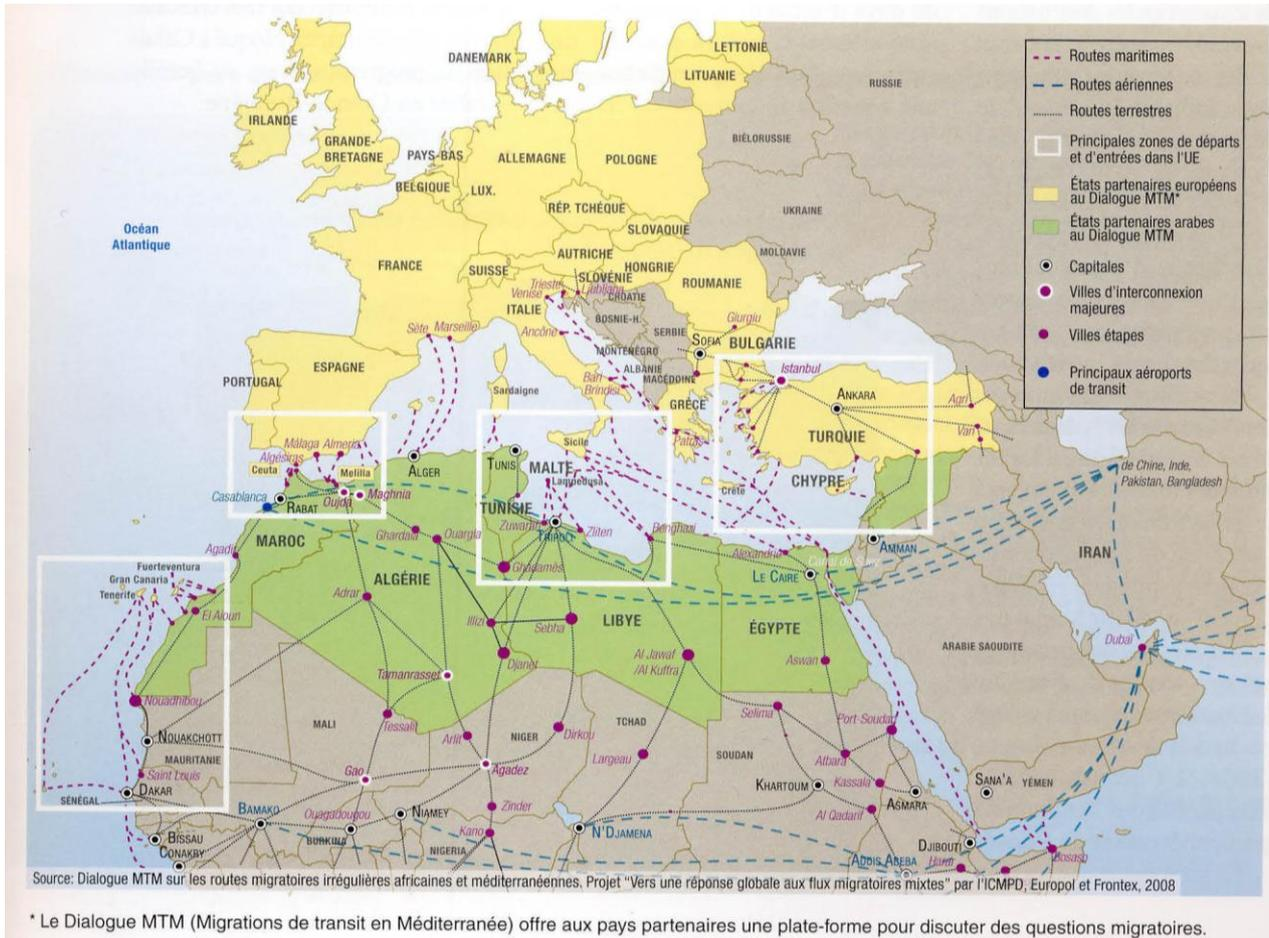 DANEMARK
LETTONIE
LITUANIE
RUSSIE
IRLANDE
GRANDE-
BRETAGNE
PAYS-BAS
ALLEMAGNE
POLOGNE
BIÉLORUSSIE
BELGIQUE
LUX.
RÉP. TCHÈQUE
UKRAINE
Océan
Atlantique
SLOVAQUIE
FRANCE
SUISSE
AUTRICHE
HONGRIE
MOLDAVIE
SLOVÉNIE
Trieste
Ljubljana
Venise
CROATIE
ROUMANIE
ITALIE
BOSNIE-H.
SERBIE
Giurgiu
Sète
Marseille
Ancône
MONTÉNÉGRO
SOFIA
BULGARIE
ESPAGNE
PORTUGAL
Sardaigne
ALBANIE
MACÉDOINE
Bari
Brindisi
Istanbul
ANKARA
Agri
GRÈCE
TURQUIE
Van
Patras
Sicile
Málaga
Almeria
Algésiras
Ceuta
Melilla
ALGER
TUNIS
MALTE
Lampedusa
CHYPRE
Crète
de Chine, Inde,
Pakistan, Bangladesh
Casablanca
RABAT
Oujda
Maghnia
TUNISIE
Zuwarah
TRIPOLI
Zliten
Benghazi
Ghardaïa
Ouargla
Alexandrie
AMMAN
Agadir
MAROC
Ghadamès
LE CAIRE
Canal de Suez
IRAN
Fuerteventura
Gran Canaria
Tenerife
ALGÉRIE
Adrar
El Aioun
Illizi
Sebha
LIBYE
ÉGYPTE
Dubaï
ARABIE SAOUDITE
Djanet
Al Jawaf
/Al Kuffra
Aswan
Tamanrasset
Nouadhibou
Tessalit
MALI
Arlit
NIGER
Dirkou
TCHAD
Selima
Port-Soudan
NOUAKCHOTT
MAURITANIE
Largeau
SOUDAN
Atbara
Gao
Agadez
Saint Louis
DAKAR
SÉNÉGAL
KHARTOUM
Kassala
ASMARA
SANA'A
YÉMEN
BAMAKO
Ouagadougou
NIAMEY
Zinder
Al Qadarif
BISSAU
BURKINA
Kano
N'DJAMENA
CONAKRY
NIGERIA
DJIBOUTI
ADDIS ABEBA
Harar
Bosaso
Routes maritimes
Routes aériennes
Routes terrestres
Principales zones de départs
et d'entrées dans l'UE
États partenaires européens
au Dialogue MTM*
États partenaires arabes
au Dialogue MTM
Capitales
Villes d'interconnexion
majeures
Villes étapes
Principaux aéroports
de transit
Source: Dialogue MTM sur les routes migratoires irrégulières africaines et méditerranéennes. Projet "Vers une réponse globale aux flux migratoires mixtes" par l'ICMPD, Europol et Frontex, 2008
* Le Dialogue MTM (Migrations de transit en Méditerranée) offre aux pays partenaires une plate-forme pour discuter des questions migratoires.